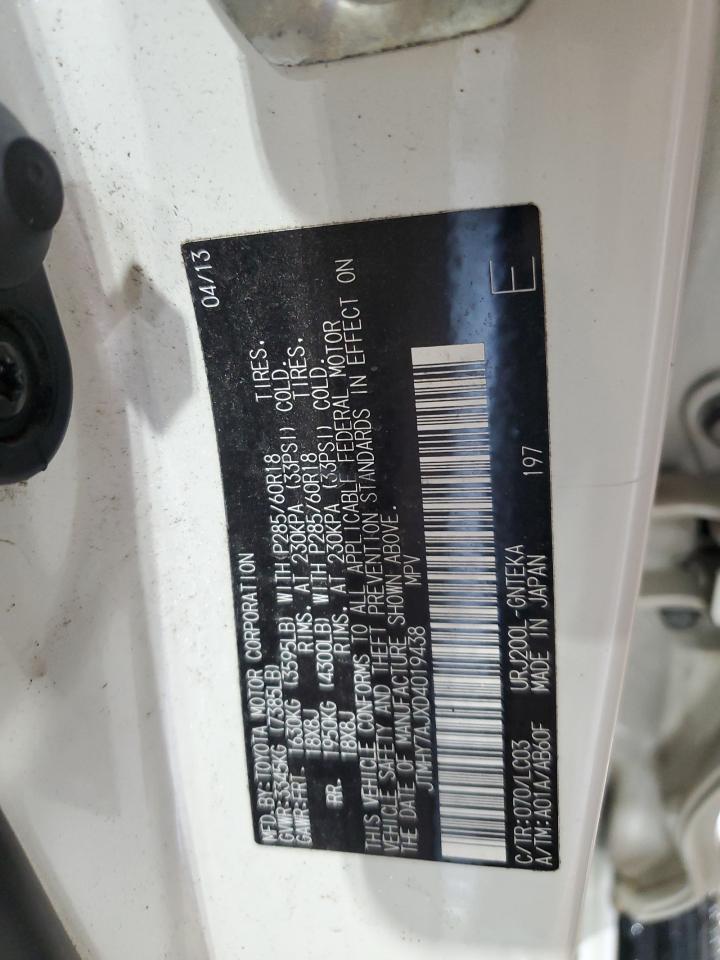 MFD.BY:TOYOTA MOTOR CORPORATION 04/13
GVWR:3345KG (7385LB)
GAWR:FRT. 1630KG (3595LB) WITH P285/60R18 TIRES.
18X8J RIMS. AT 230KPA (33PSI) COLD.
RR. 1950KG (4300LB) WITH P285/60R18 TIRES.
18X8J RIMS. AT 230KPA (33PSI) COLD.
THIS VEHICLE CONFORMS TO ALL APPLICABLE FEDERAL MOTOR
VEHICLE SAFETY AND THEFT PREVENTION STANDARDS IN EFFECT ON
THE DATE OF MANUFACTURE SHOWN ABOVE.
JTMHY7AJXD4019438 MPV
C/TR:070/LC03 URJ200L-GNTEKA 197 E
A/TM:A01A/AB60F MADE IN JAPAN